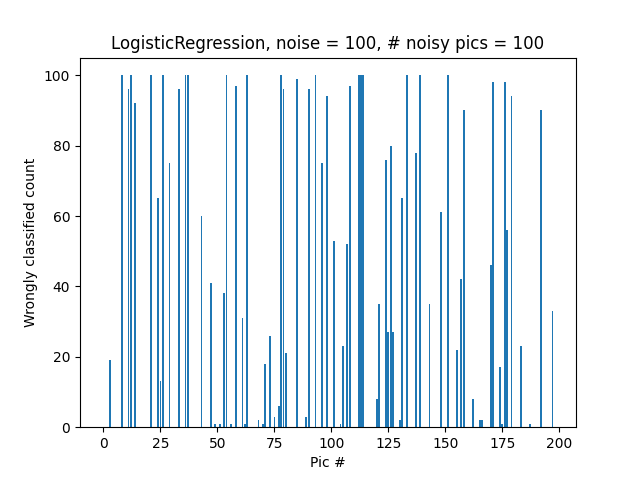 LogisticRegression, noise = 100, # noisy pics = 100
100
80
60
40
20
0
Wrongly classified count
0 25 50 75 100 125 150 175 200
Pic #